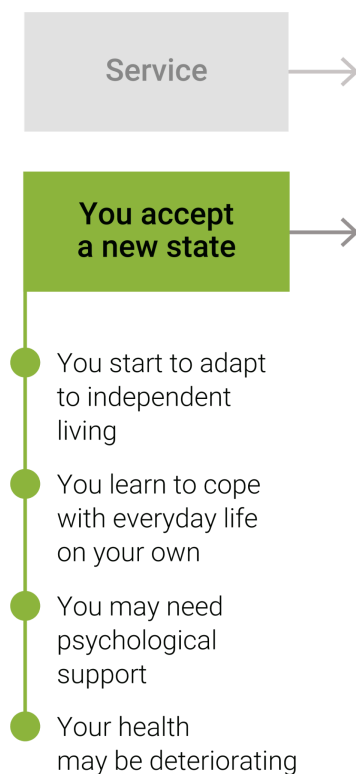 Service
You accept
a new state
You start to adapt
to independent
living
You learn to cope
with everyday life
on your own
You may need
psychological
support
Your health
may be deteriorating